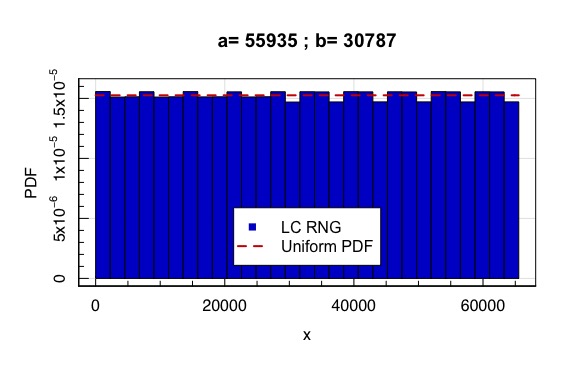 a= 55935 ; b= 30787
PDF
0
5x10⁻⁶
1x10⁻⁵
1.5x10⁻⁵
LC RNG
Uniform PDF
0 20000 40000 60000
x